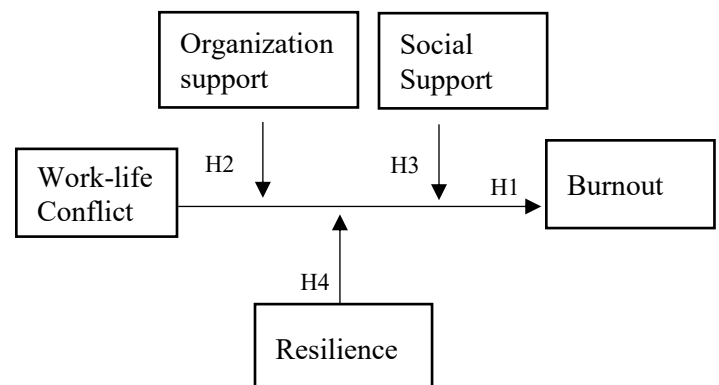 Organization
support
Social
Support
Work-life
Conflict
H2
H3
H1
Burnout
H4
Resilience